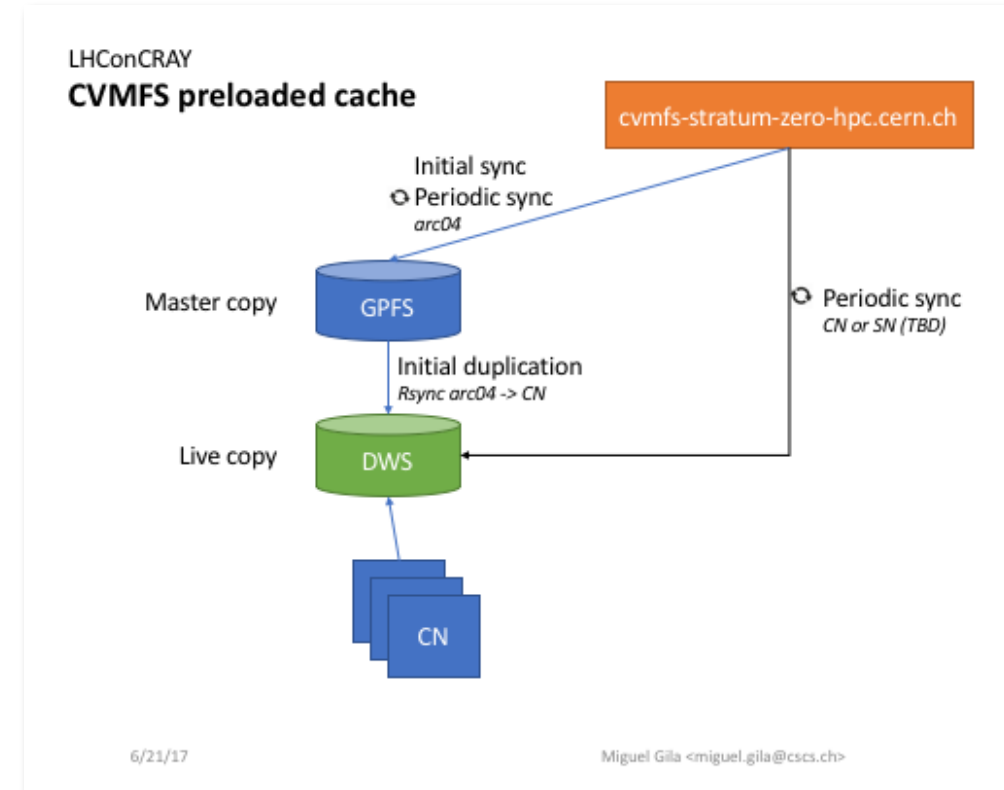 LHConCRAY
CVMFS preloaded cache
cvmfs-stratum-zero-hpc.cern.ch
Initial sync
Periodic sync
arc04
Master copy
GPFS
Periodic sync
CN or SN (TBD)
Initial duplication
Rsync arc04 -> CN
Live copy
DWS
CN
6/21/17
Miguel Gila <miguel.gila@cscs.ch>